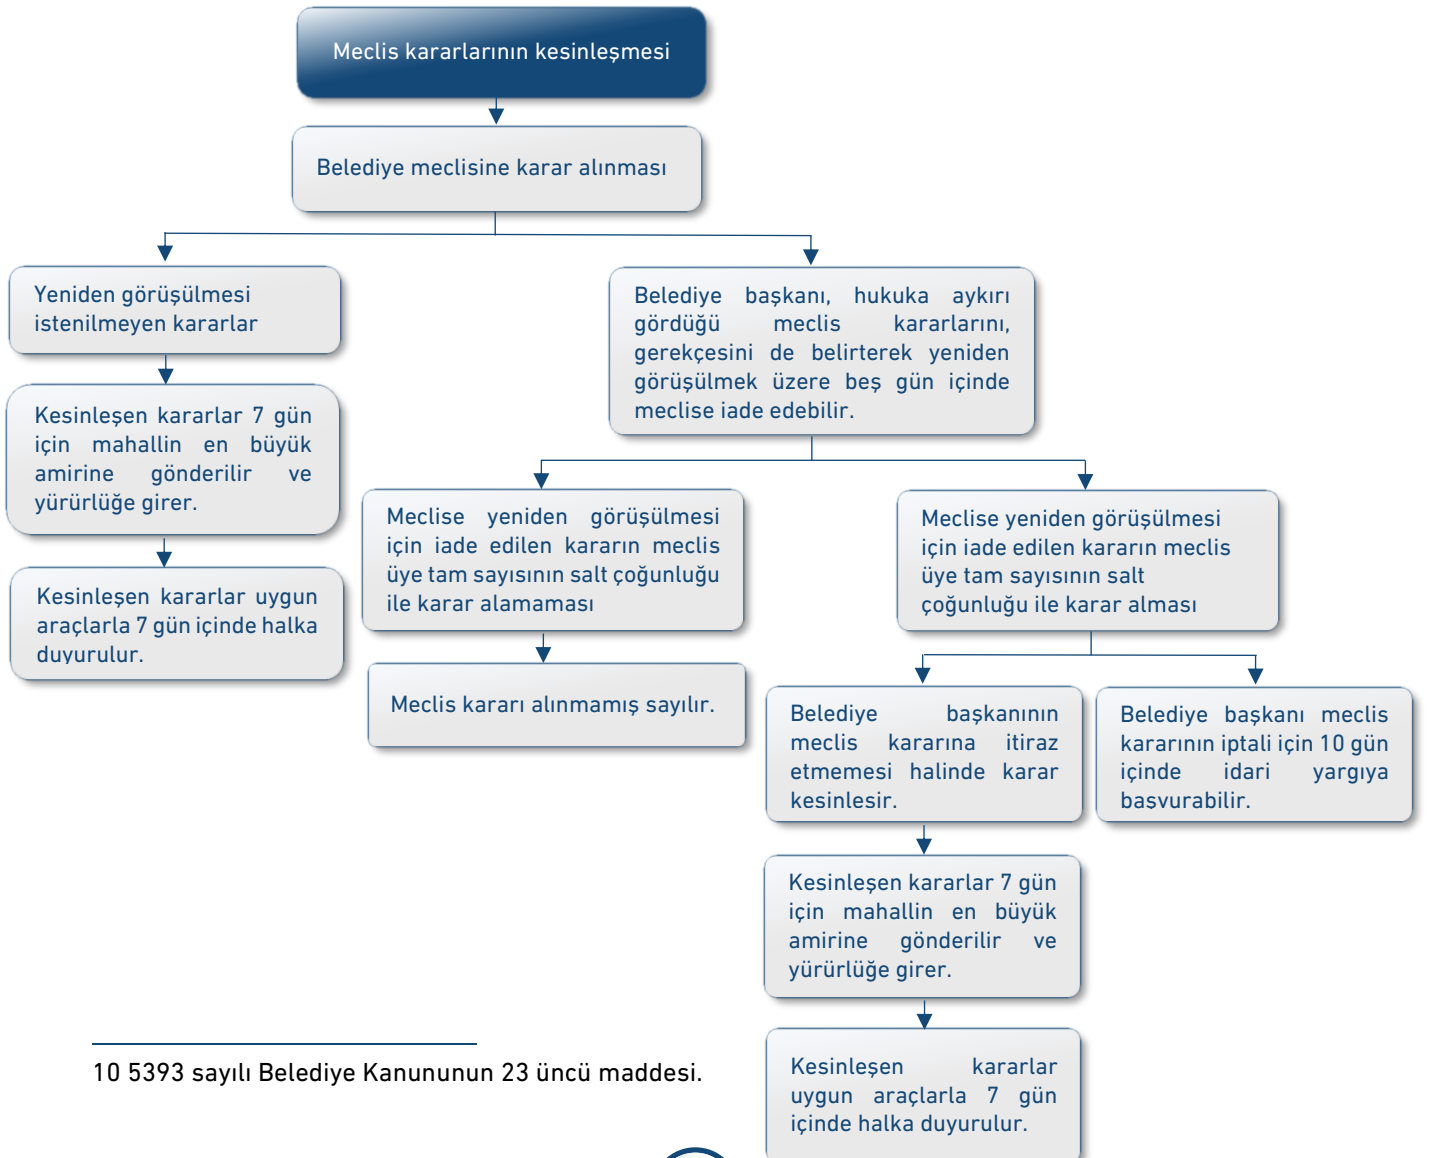 Meclis kararlarının kesinleşmesi
Belediye meclisine karar alınması
Yeniden görüşülmesi
istenilmeyen kararlar
Kesinleşen kararlar 7 gün
için mahallin en büyük
amirine gönderilir ve
yürürlüğe girer.
Kesinleşen kararlar uygun
araçlarla 7 gün içinde halka
duyurulur.
Belediye başkanı, hukuka aykırı
gördüğü meclis kararlarını,
gerekçesini de belirterek yeniden
görüşülmek üzere beş gün içinde
meclise iade edebilir.
Meclise yeniden görüşülmesi
için iade edilen kararın meclis
üye tam sayısının salt çoğunluğu
ile karar alamaması
Meclis kararı alınmamış sayılır.
Meclise yeniden görüşülmesi
için iade edilen kararın meclis
üye tam sayısının salt
çoğunluğu ile karar alması
Belediye başkanının
meclis kararına itiraz
etmemesi halinde karar
kesinleşir.
Belediye başkanı meclis
kararının iptali için 10 gün
içinde idari yargıya
başvurabilir.
Kesinleşen kararlar 7 gün
için mahallin en büyük
amirine gönderilir ve
yürürlüğe girer.
Kesinleşen kararlar
uygun araçlarla 7 gün
içinde halka duyurulur.
10 5393 sayılı Belediye Kanununun 23 üncü maddesi.